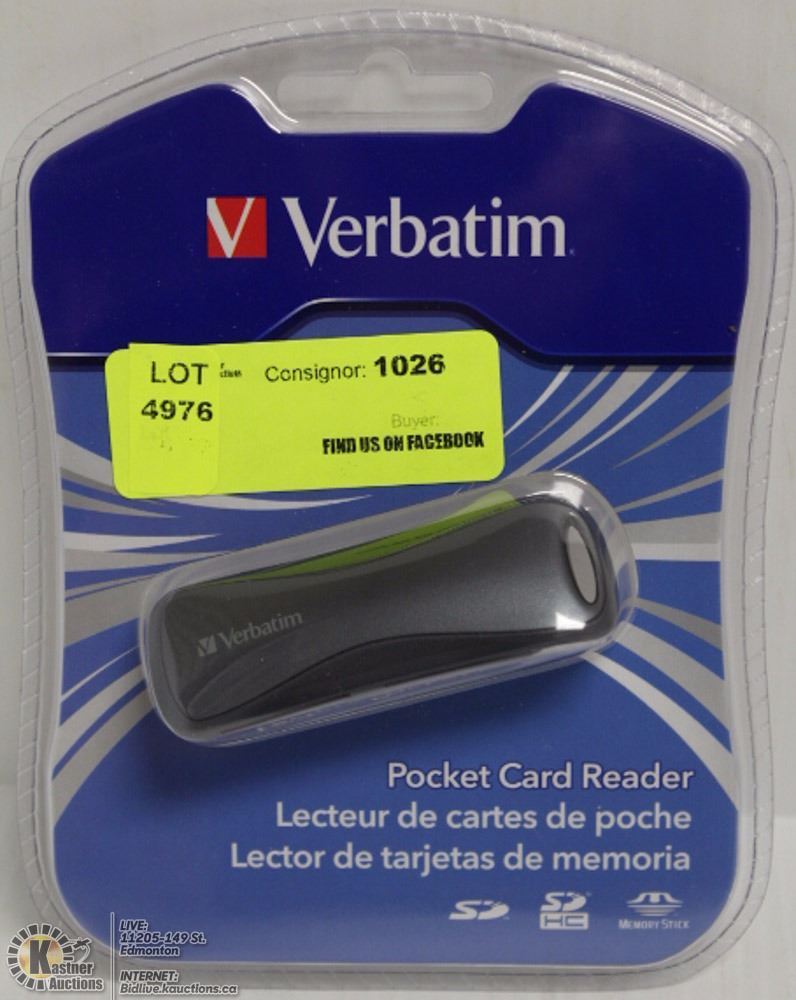 V Verbatim
LOT
4976
Consignor: 1026
Buyer:
FIND US ON FACEBOOK
Verbatim
Pocket Card Reader
Lecteur de cartes de poche
Lector de tarjetas de memoria
SD SDHC MEMORY STICK
Kastner
Auctions
LIVE:
11205-149 St.
Edmonton
INTERNET:
Bidlive.kauctions.ca